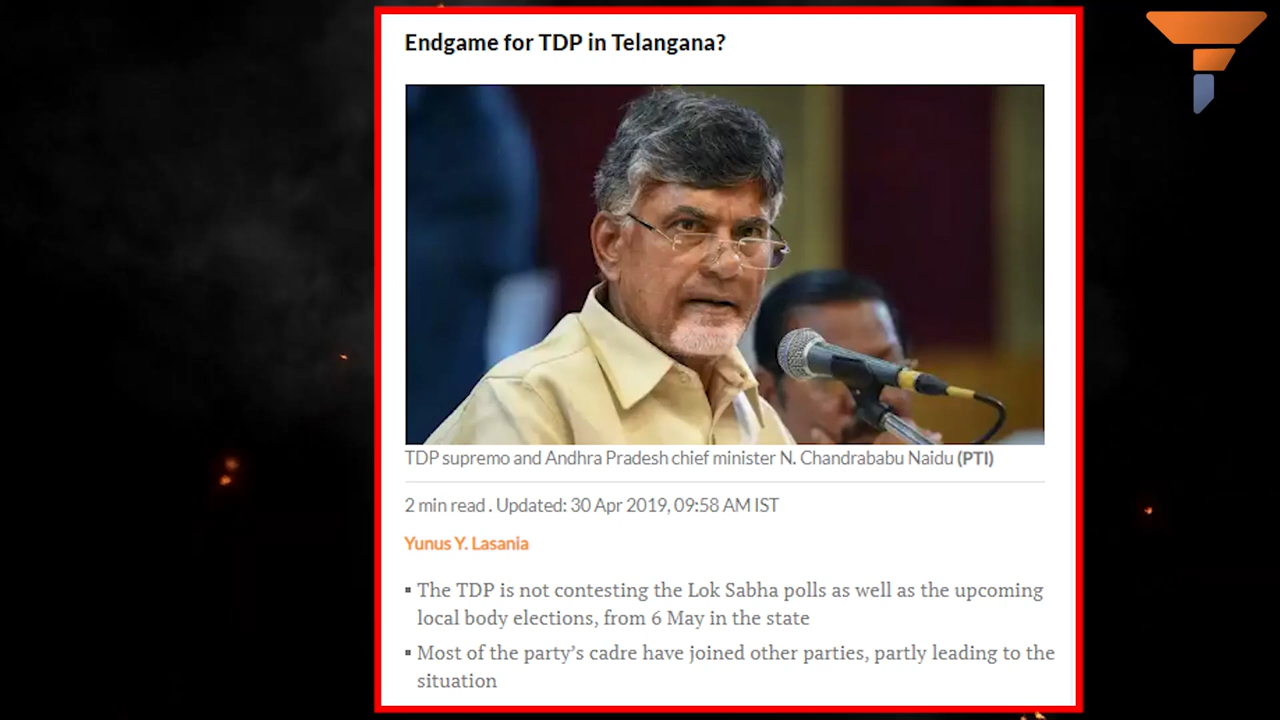 Endgame for TDP in Telangana?
TDP supremo and Andhra Pradesh chief minister N. Chandrababu Naidu (PTI)
2 min read . Updated: 30 Apr 2019, 09:58 AM IST
Yunus Y. Lasania
▪ The TDP is not contesting the Lok Sabha polls as well as the upcoming
local body elections, from 6 May in the state
▪ Most of the party’s cadre have joined other parties, partly leading to the
situation